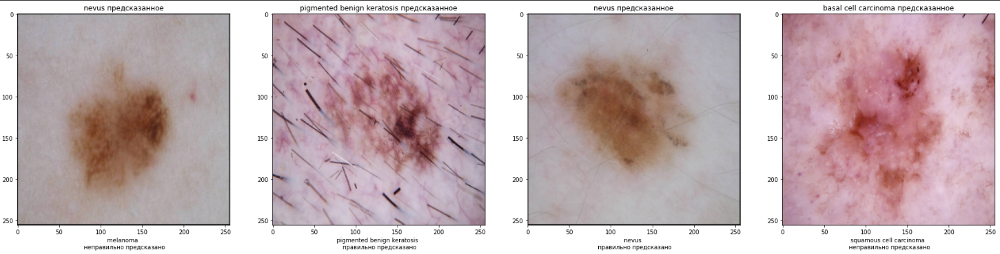 nevus предсказанное
0
50
100
150
200
250
0 50 100 150 200 250
melanoma
неправильно предсказано
pigmented benign keratosis предсказанное
0
50
100
150
200
250
0 50 100 150 200 250
pigmented benign keratosis
правильно предсказано
nevus предсказанное
0
50
100
150
200
250
0 50 100 150 200 250
nevus
правильно предсказано
basal cell carcinoma предсказанное
0
50
100
150
200
250
0 50 100 150 200 250
squamous cell carcinoma
неправильно предсказано